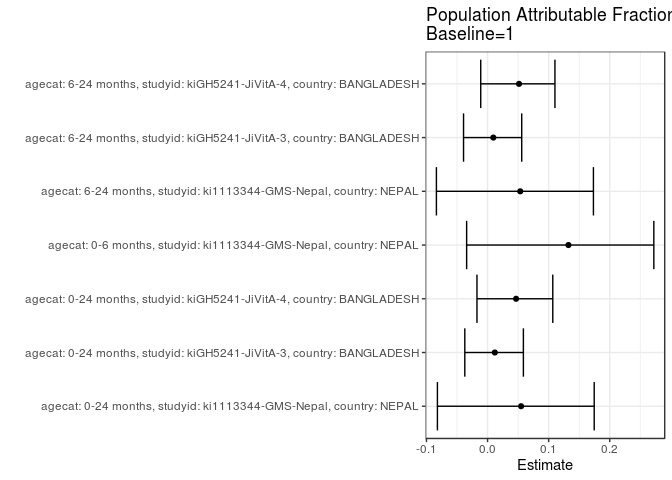 Population Attributable Fraction
Baseline=1
agecat: 6-24 months, studyid: kiGH5241-JiVitA-4, country: BANGLADESH
agecat: 6-24 months, studyid: kiGH5241-JiVitA-3, country: BANGLADESH
agecat: 6-24 months, studyid: ki1113344-GMS-Nepal, country: NEPAL
agecat: 0-6 months, studyid: ki1113344-GMS-Nepal, country: NEPAL
agecat: 0-24 months, studyid: kiGH5241-JiVitA-4, country: BANGLADESH
agecat: 0-24 months, studyid: kiGH5241-JiVitA-3, country: BANGLADESH
agecat: 0-24 months, studyid: ki1113344-GMS-Nepal, country: NEPAL
-0.1 0.0 0.1 0.2
Estimate